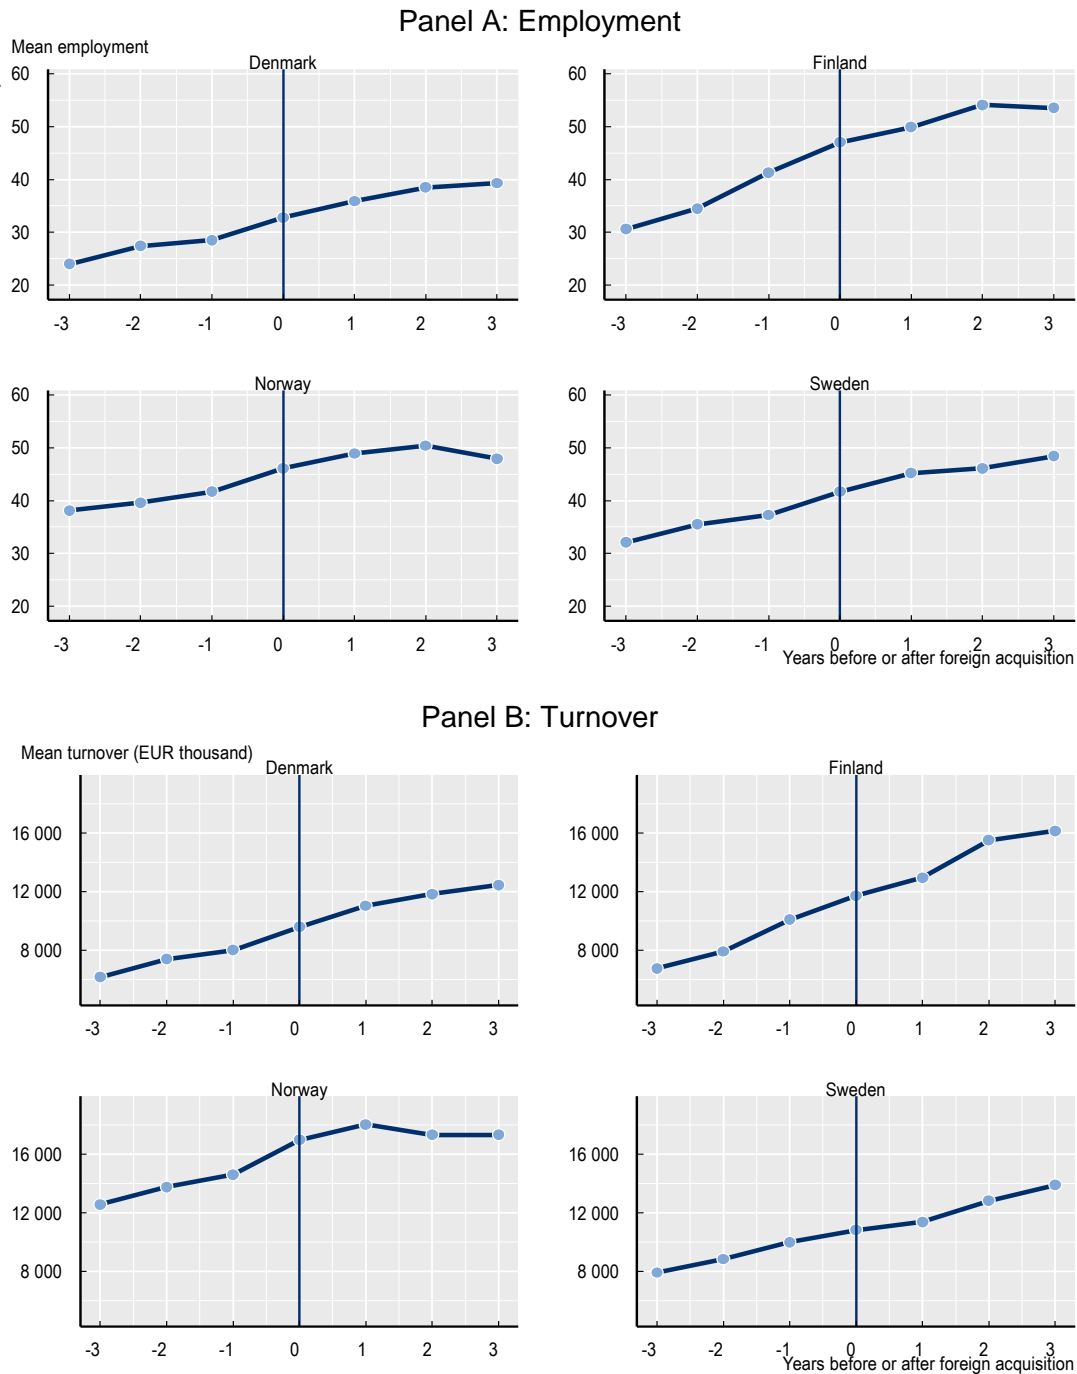 Panel A: Employment
Mean employment
Denmark
60
50
40
30
20
-3 -2 -1 0 1 2 3
Finland
60
50
40
30
20
-3 -2 -1 0 1 2 3
Norway
60
50
40
30
20
-3 -2 -1 0 1 2 3
Sweden
60
50
40
30
20
-3 -2 -1 0 1 2 3
Years before or after foreign acquisition
Panel B: Turnover
Mean turnover (EUR thousand)
Denmark
16 000
12 000
8 000
-3 -2 -1 0 1 2 3
Finland
16 000
12 000
8 000
-3 -2 -1 0 1 2 3
Norway
16 000
12 000
8 000
-3 -2 -1 0 1 2 3
Sweden
16 000
12 000
8 000
-3 -2 -1 0 1 2 3
Years before or after foreign acquisition